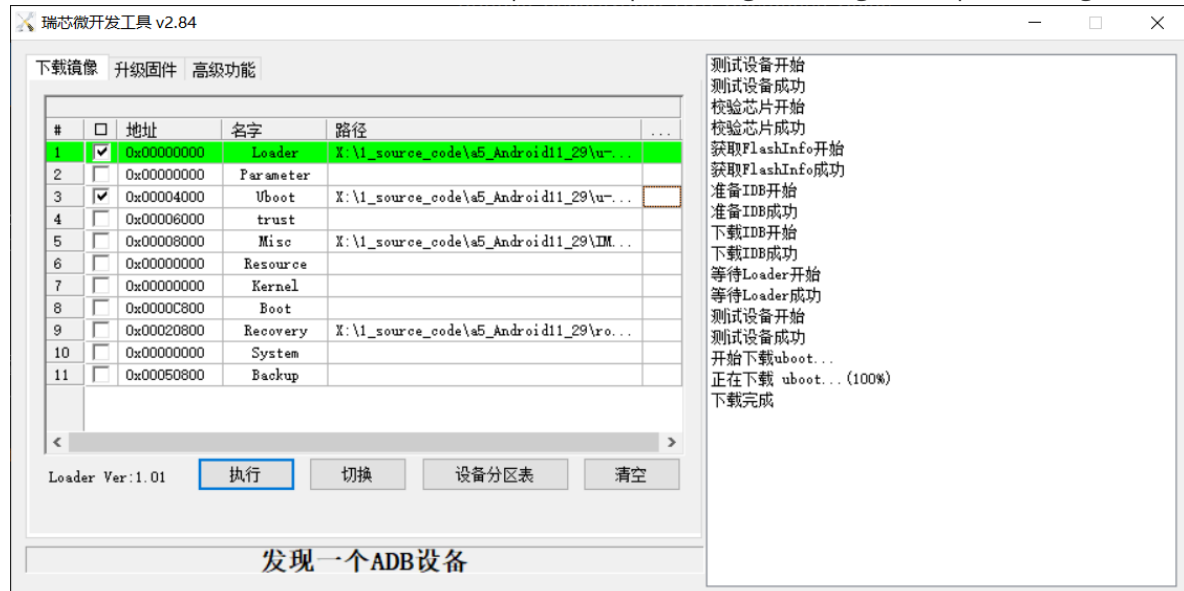 瑞芯微开发工具 v2.84
下载镜像 升级固件 高级功能
# 地址 名字 路径 ...
1 0x00000000 Loader X:\1_source_code\a5_Android11_29\u-...
2 0x00000000 Parameter
3 0x00004000 Uboot X:\1_source_code\a5_Android11_29\u-...
4 0x00006000 trust
5 0x00008000 Misc X:\1_source_code\a5_Android11_29\IM...
6 0x00000000 Resource
7 0x00000000 Kernel
8 0x0000C800 Boot
9 0x00020800 Recovery X:\1_source_code\a5_Android11_29\ro...
10 0x00000000 System
11 0x00050800 Backup
Loader Ver:1.01 执行 切换 设备分区表 清空
发现一个ADB设备
测试设备开始
测试设备成功
校验芯片开始
校验芯片成功
获取FlashInfo开始
获取FlashInfo成功
准备IDB开始
准备IDB成功
下载IDB开始
下载IDB成功
等待Loader开始
等待Loader成功
测试设备开始
测试设备成功
开始下载uboot...
正在下载 uboot...(100%)
下载完成